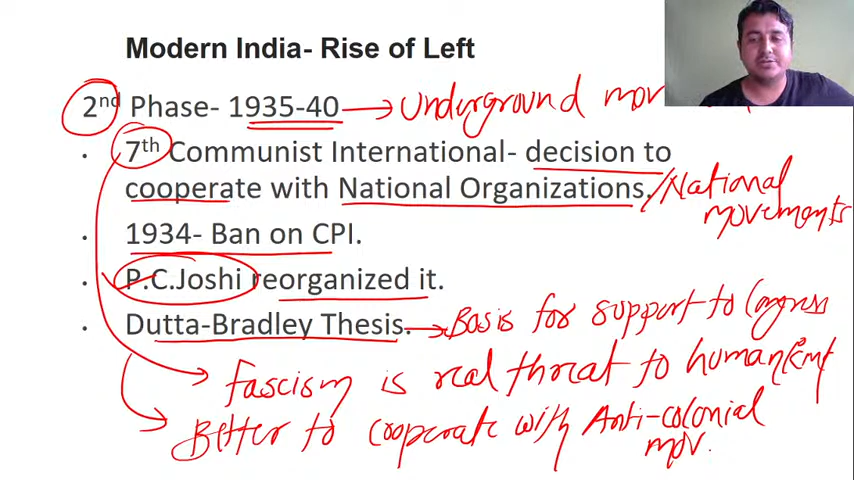 Modern India- Rise of Left
2nd Phase- 1935-40 → Underground mov
• 7th Communist International- decision to
cooperate with National Organizations. / National
movements
• 1934- Ban on CPI.
• P.C.Joshi reorganized it.
• Dutta-Bradley Thesis. → Basis for support to Congress
Fascism is real threat to human
Better to cooperate with Anti-colonial
mov.